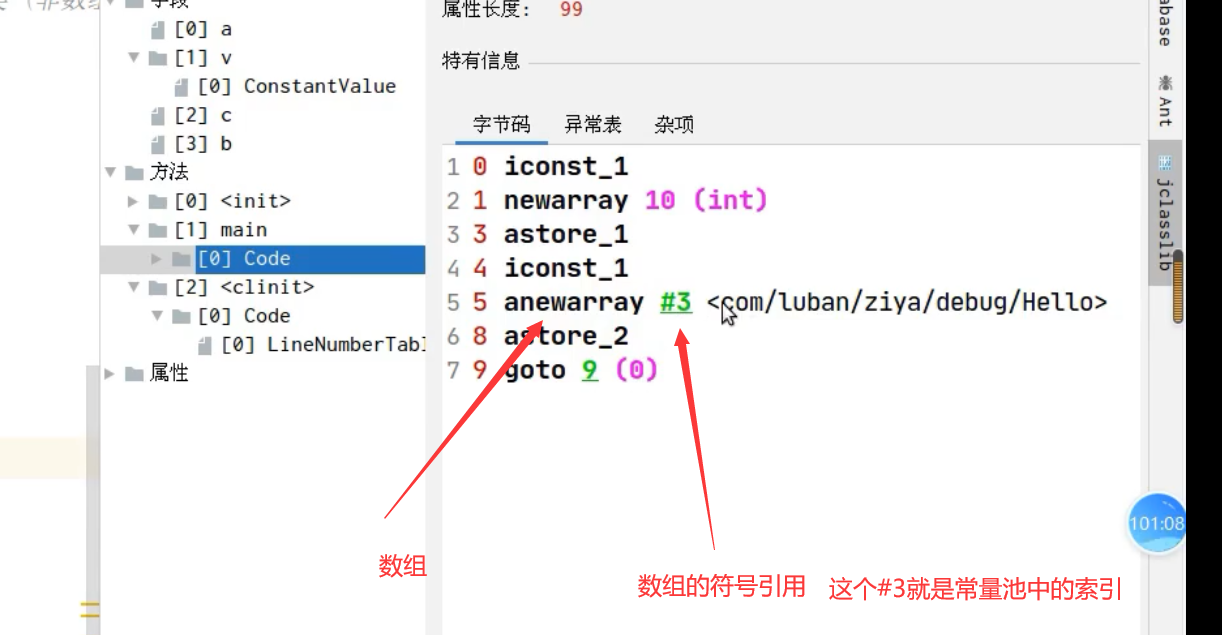 字段
[0] a
[1] v
[0] ConstantValue
[2] c
[3] b
方法
[0] <init>
[1] main
[0] Code
[2] <clinit>
[0] Code
[0] LineNumberTabl
属性
属性长度: 99
特有信息
字节码 异常表 杂项
1 0 iconst_1
2 1 newarray 10 (int)
3 3 astore_1
4 4 iconst_1
5 5 anewarray #3 <com/luban/ziya/debug/Hello>
6 8 astore_2
7 9 goto 9 (0)
数组
数组的符号引用 这个#3就是常量池中的索引
abase
Ant
jclasslib
101:08